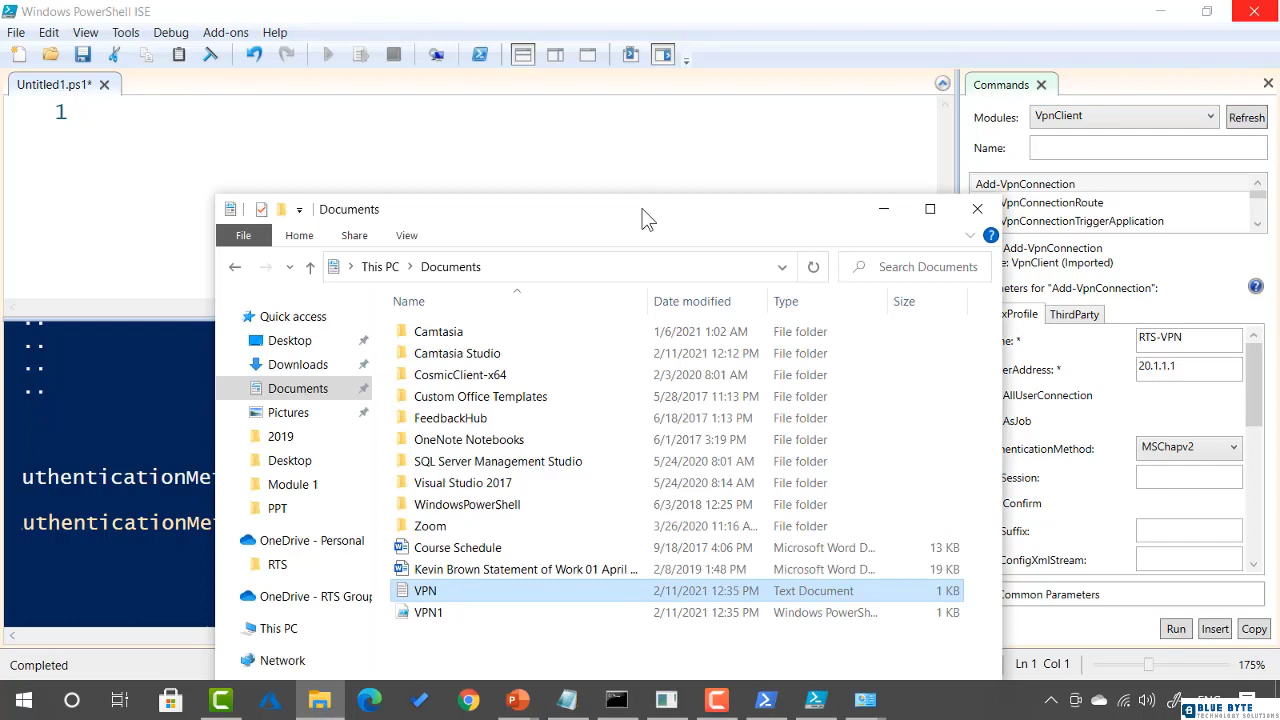 Windows PowerShell ISE
File Edit View Tools Debug Add-ons Help
Untitled1.ps1*
1
Commands
Modules: VpnClient Refresh
Name:
Add-VpnConnection
VpnConnectionRoute
VpnConnectionTriggerApplication
Add-VpnConnection
: VpnClient (Imported)
meters for "Add-VpnConnection":
Profile ThirdParty
me: * RTS-VPN
erAddress: * 20.1.1.1
AllUserConnection
AsJob
henticationMethod: MSChapv2
Session:
Confirm
Suffix:
ConfigXmlStream:
Common Parameters
Run Insert Copy
Documents
File Home Share View
This PC Documents
Search Documents
Name Date modified Type Size
Quick access
Desktop
Downloads
Documents
Pictures
2019
Desktop
Module 1
PPT
OneDrive - Personal
RTS
OneDrive - RTS Group
This PC
Network
Camtasia 1/6/2021 1:02 AM File folder
Camtasia Studio 2/11/2021 12:12 PM File folder
CosmicClient-x64 2/3/2020 8:01 AM File folder
Custom Office Templates 5/28/2017 11:13 PM File folder
FeedbackHub 6/18/2017 1:13 PM File folder
OneNote Notebooks 6/1/2017 3:19 PM File folder
SQL Server Management Studio 5/24/2020 8:01 AM File folder
Visual Studio 2017 5/24/2020 8:14 AM File folder
WindowsPowerShell 6/3/2018 12:25 PM File folder
Zoom 3/26/2020 11:16 A... File folder
Course Schedule 9/18/2017 4:06 PM Microsoft Word D... 13 KB
Kevin Brown Statement of Work 01 April ... 2/8/2019 1:48 PM Microsoft Word D... 19 KB
VPN 2/11/2021 12:35 PM Text Document 1 KB
VPN1 2/11/2021 12:35 PM Windows PowerSh... 1 KB
..
..
..
..
uthenticationMe
uthenticationMe
Completed
Ln 1 Col 1 175%
BLUE BYTE
TECHNOLOGY SOLUTIONS